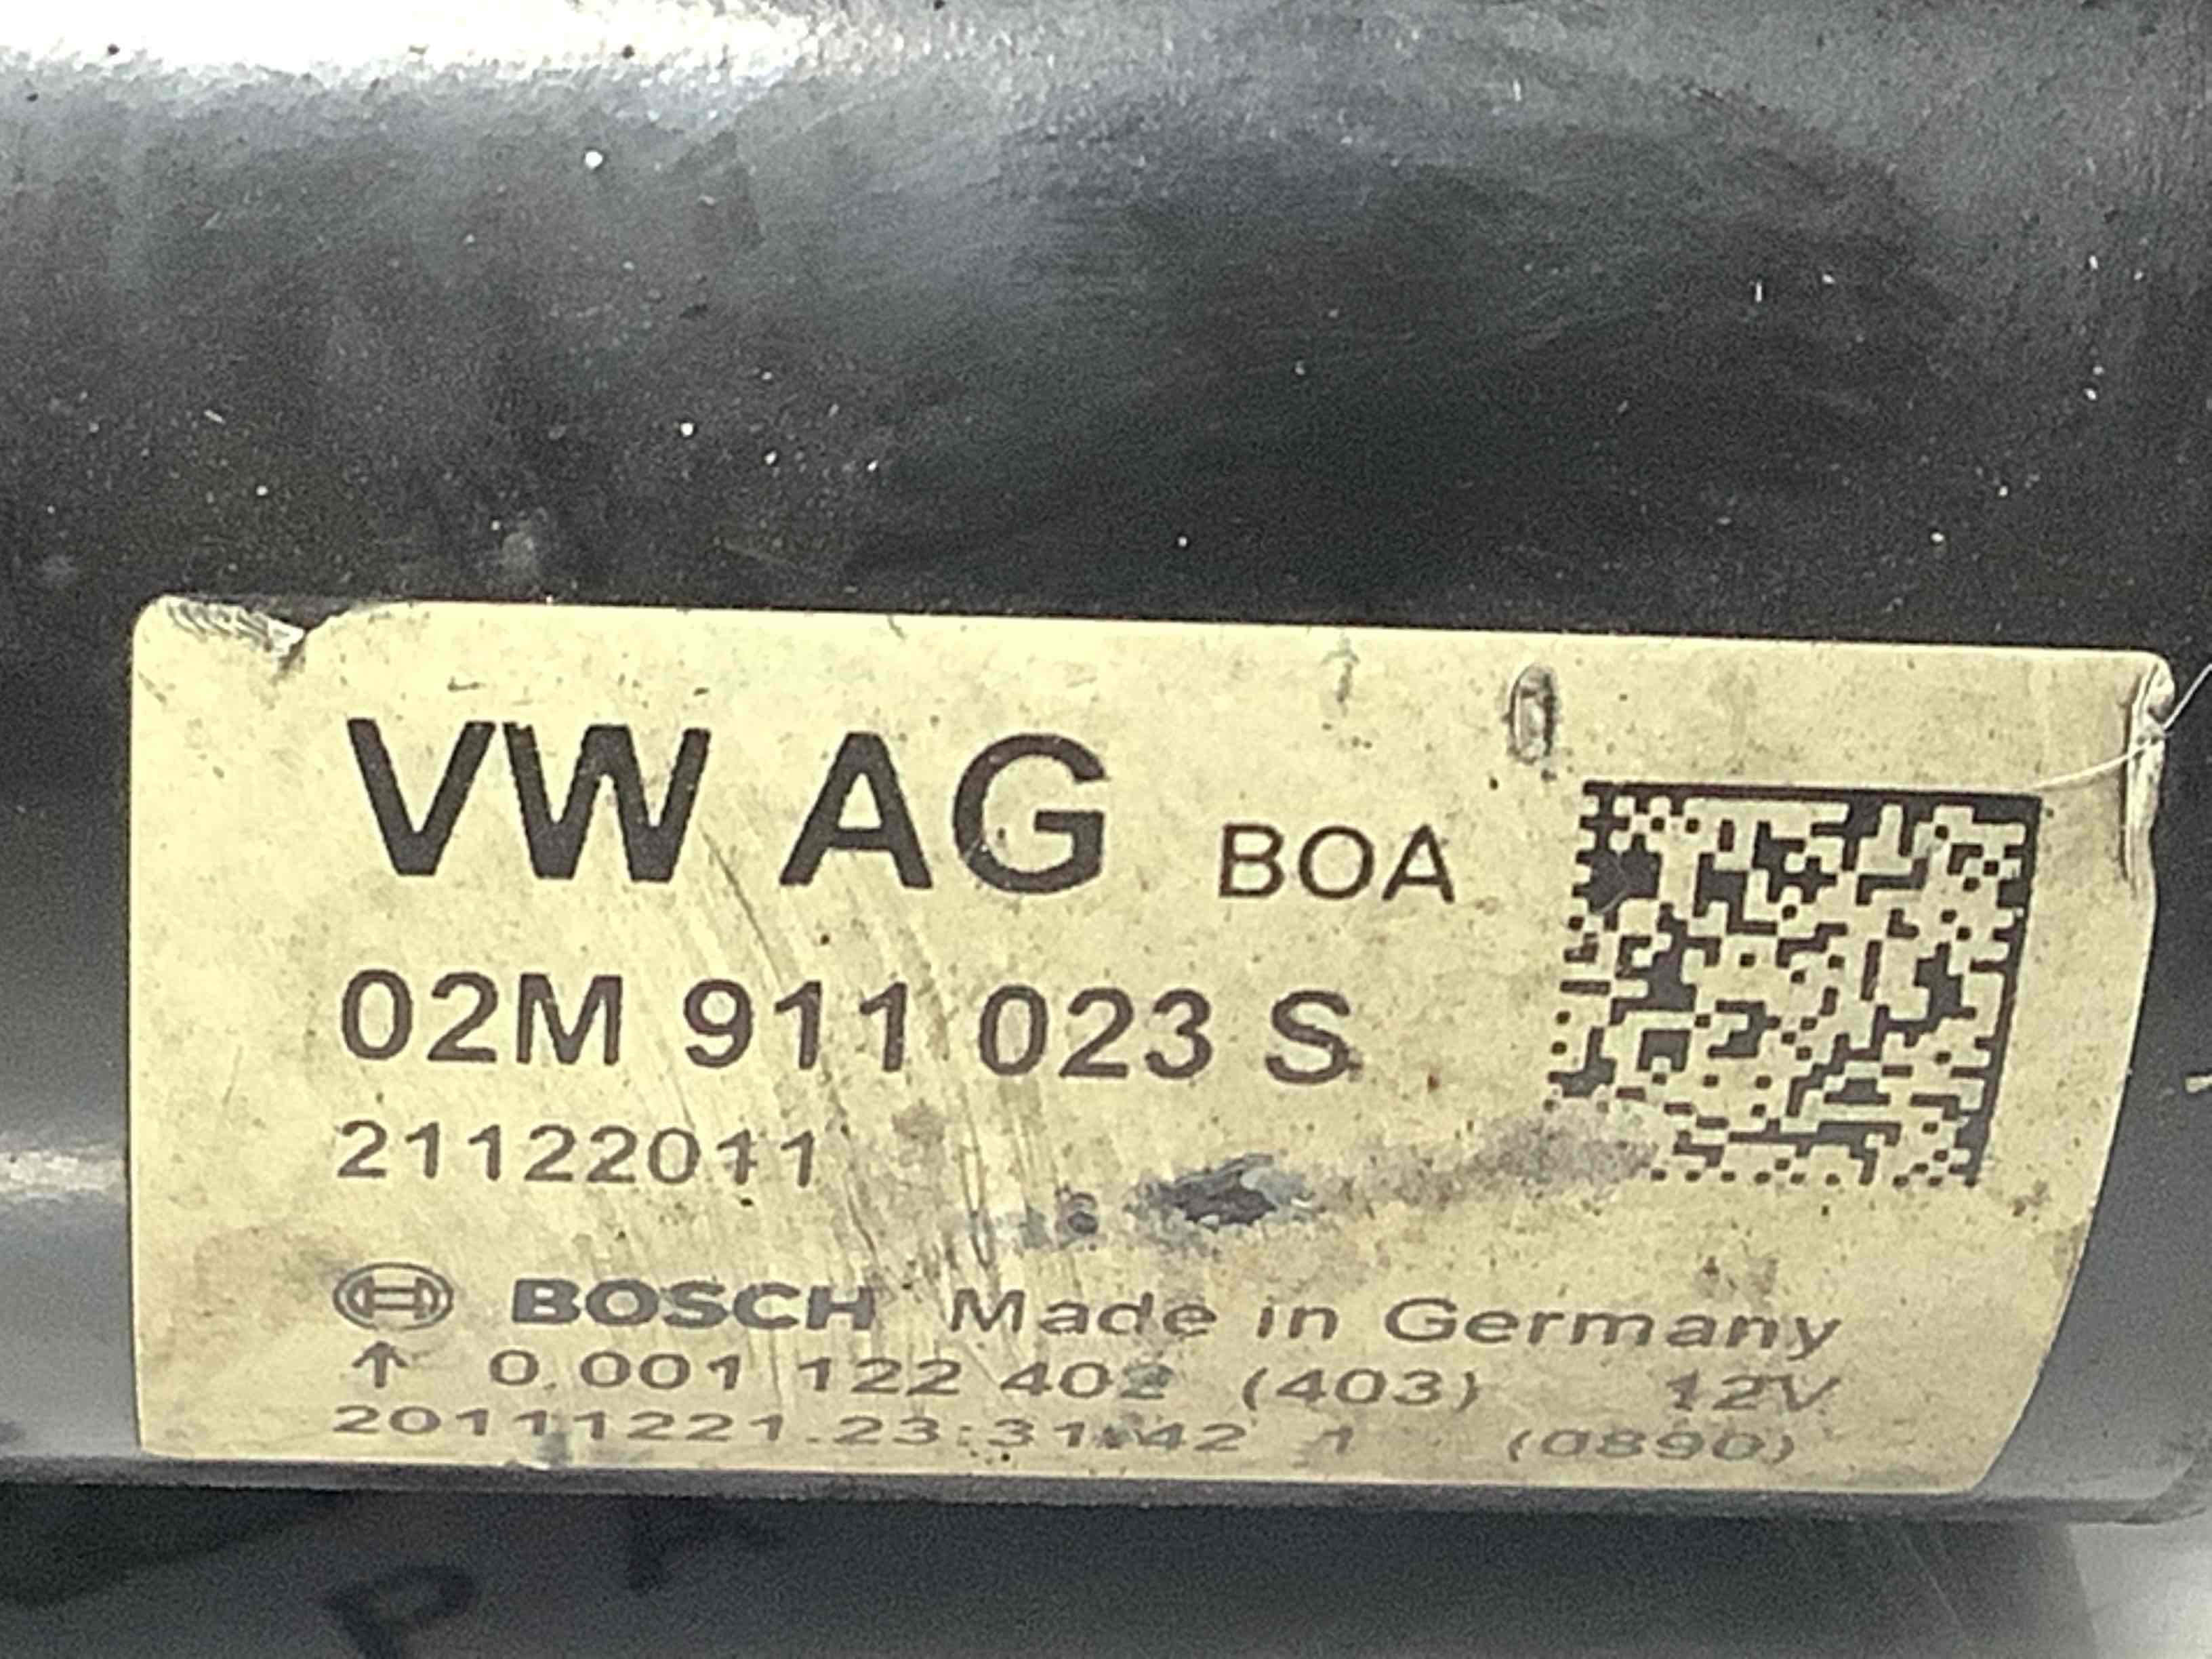 VW AG BOA
02M 911 023 S
21122011
BOSCH Made in Germany
↑ 0 001 122 402 (403) 12V
20111221.23:31:42 1 (0890)